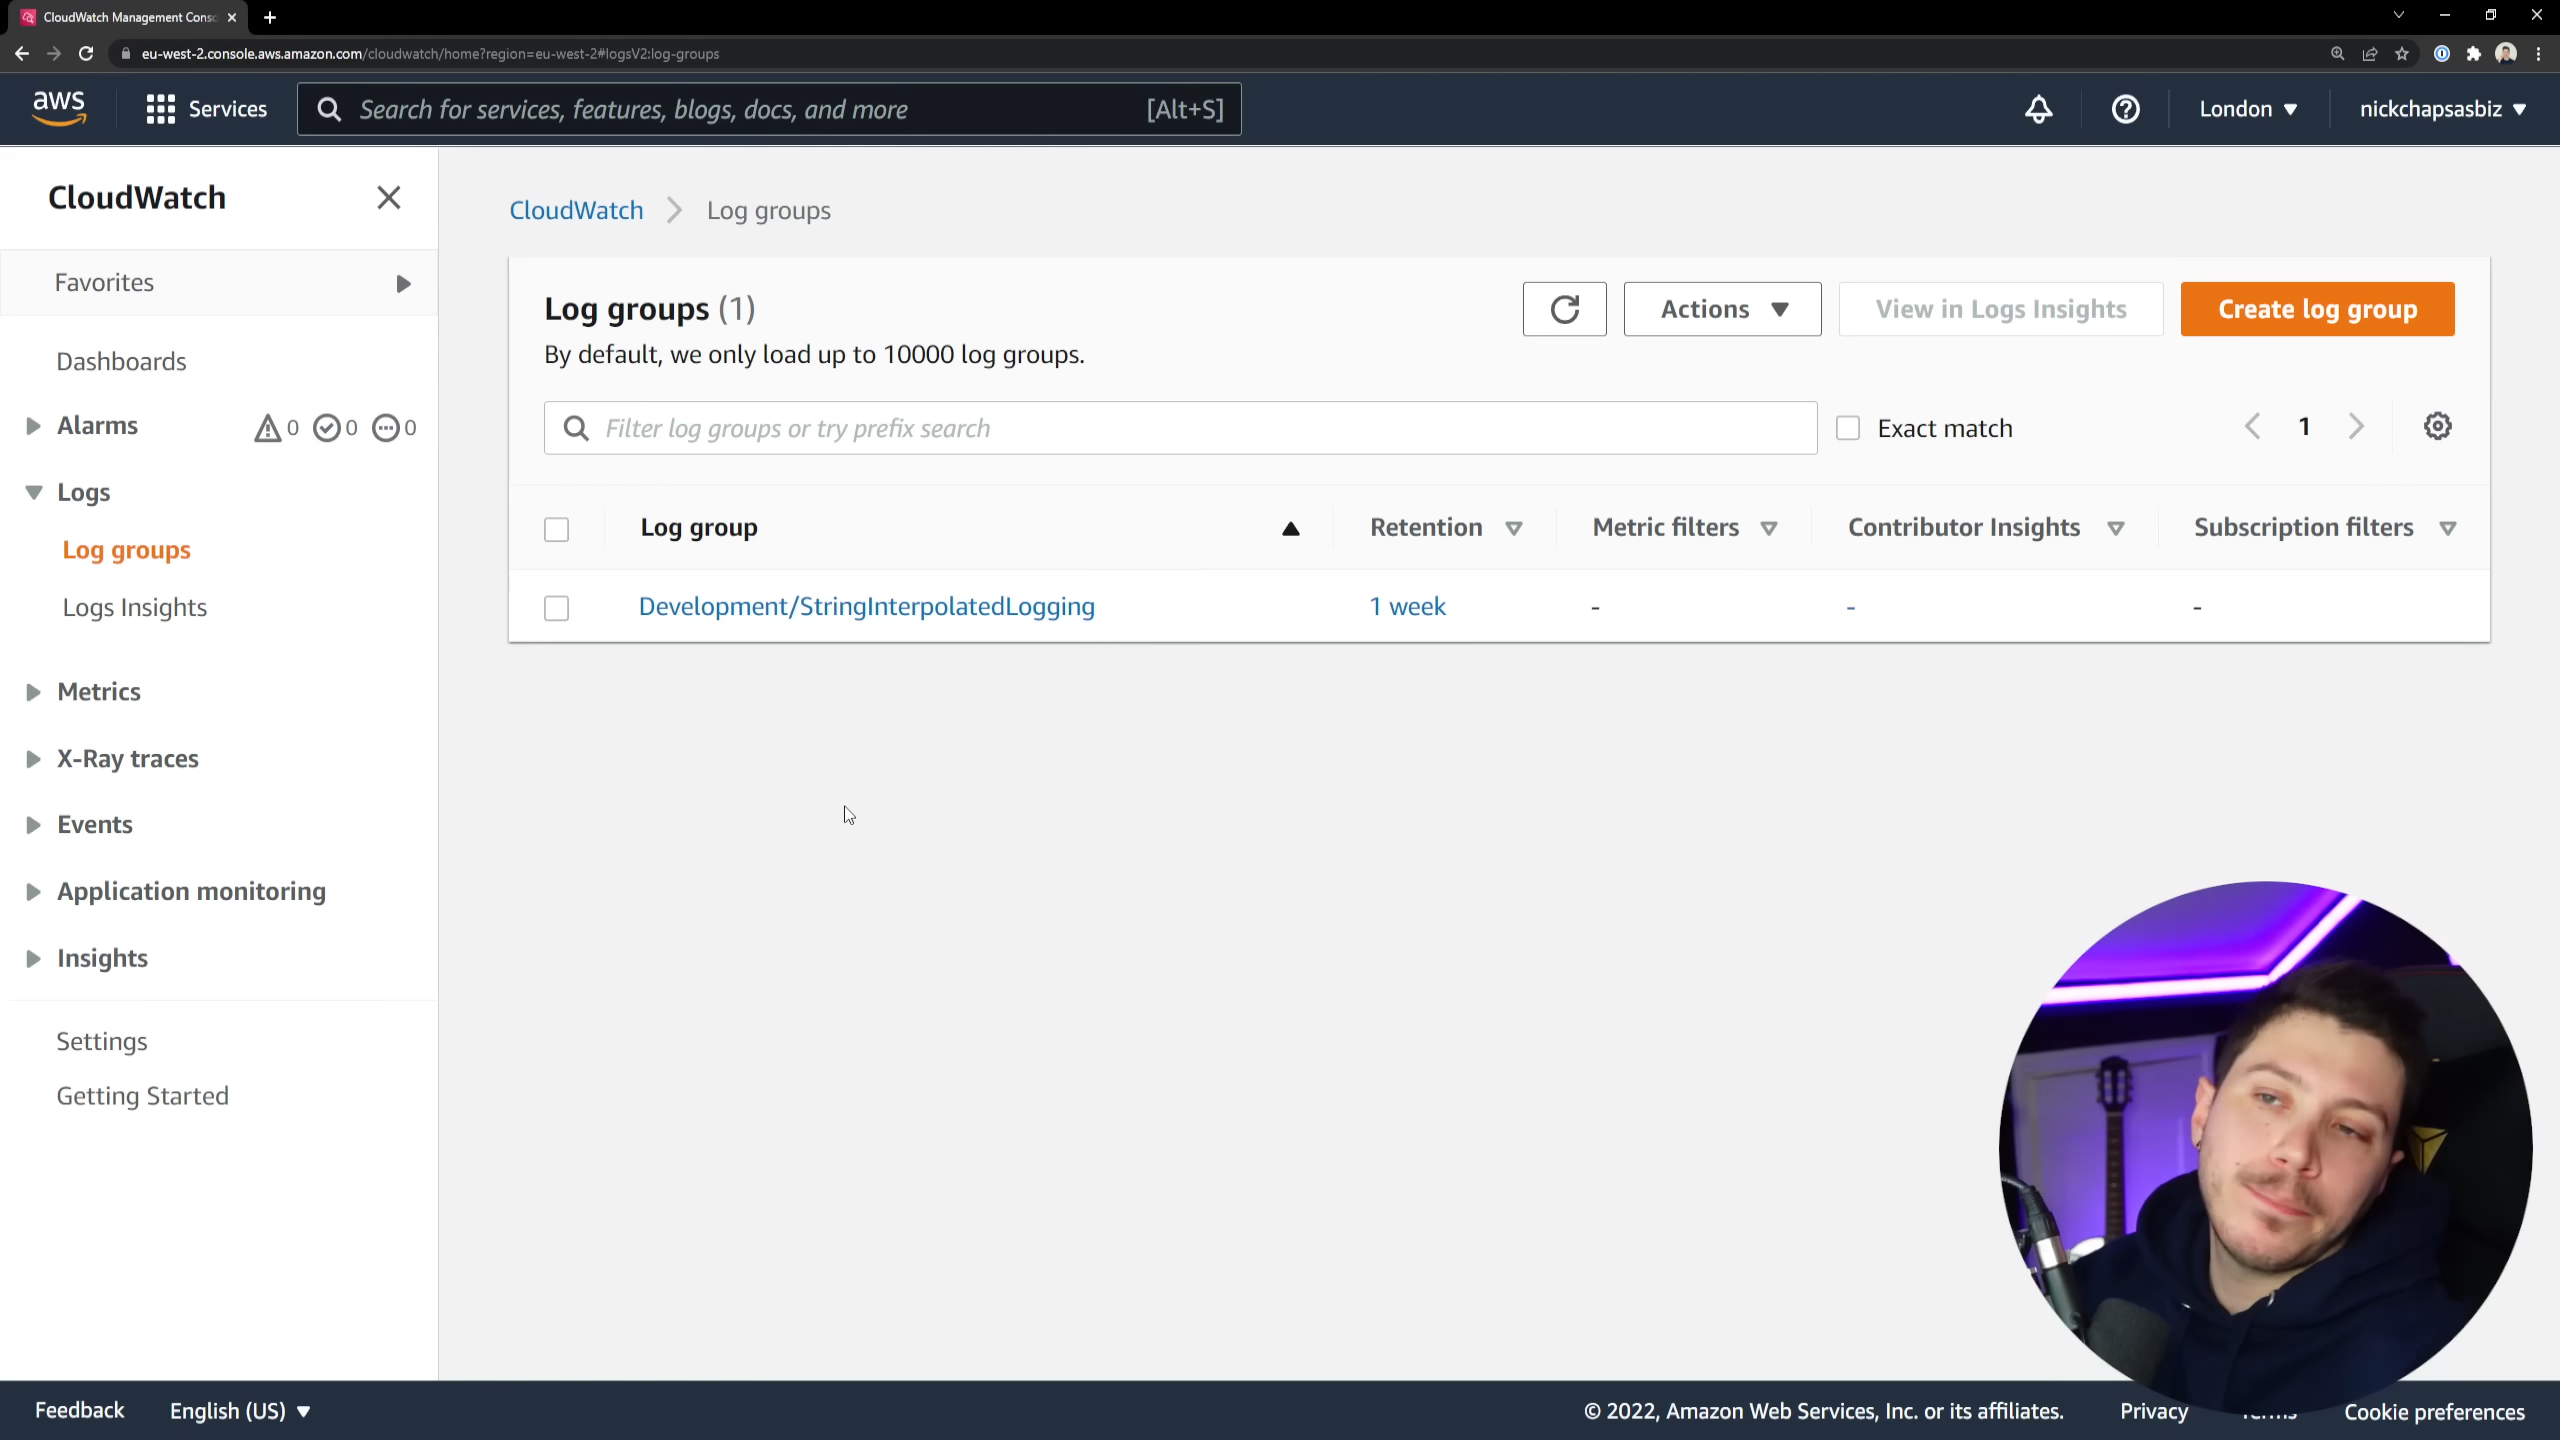 CloudWatch Management Conso
eu-west-2.console.aws.amazon.com/cloudwatch/home?region=eu-west-2#logsV2:log-groups
aws
Services
Search for services, features, blogs, docs, and more [Alt+S]
London
nickchapsasbiz
CloudWatch
Favorites
Dashboards
Alarms 0 0 0
Logs
Log groups
Logs Insights
Metrics
X-Ray traces
Events
Application monitoring
Insights
Settings
Getting Started
CloudWatch > Log groups
Log groups (1)
By default, we only load up to 10000 log groups.
Actions
View in Logs Insights
Create log group
Filter log groups or try prefix search
Exact match
1
Log group Retention Metric filters Contributor Insights Subscription filters
Development/StringInterpolatedLogging 1 week - - -
Feedback English (US) © 2022, Amazon Web Services, Inc. or its affiliates. Privacy Cookie preferences